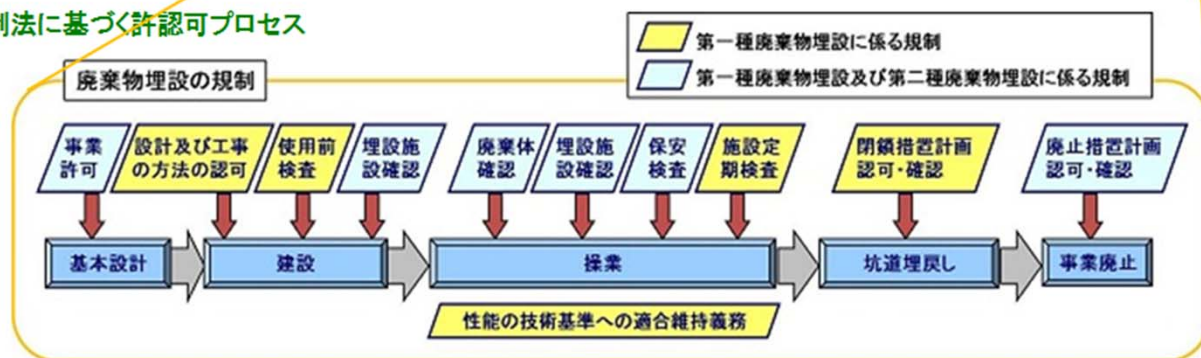 制法に基づく許認可プロセス
第一種廃棄物埋設に係る規制
第一種廃棄物埋設及び第二種廃棄物埋設に係る規制
廃棄物埋設の規制
事業
許可
設計及び工事
の方法の認可
使用前
検査
埋設施
設確認
廃棄体
確認
埋設施
設確認
保安
検査
施設定
期検査
閉鎖措置計画
認可・確認
廃止措置計画
認可・確認
基本設計
建設
操業
坑道埋戻し
事業廃止
性能の技術基準への適合維持義務